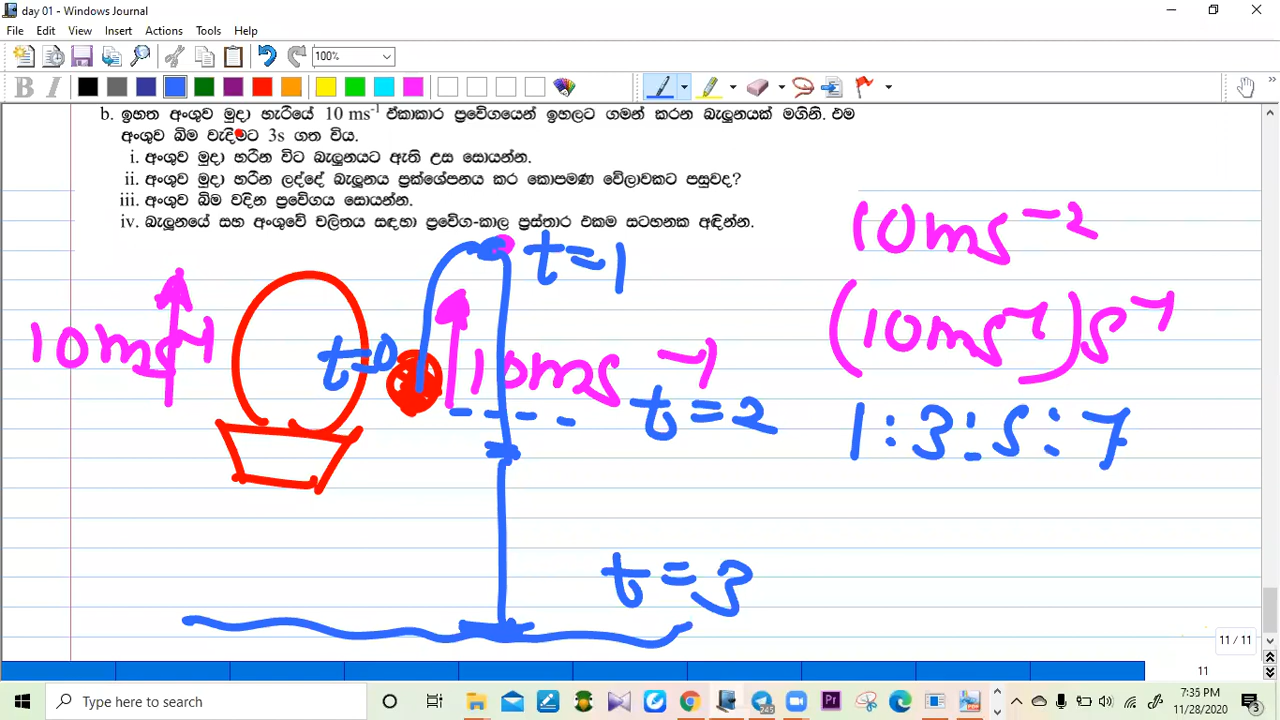 day 01 - Windows Journal
File Edit View Insert Actions Tools Help
100%
b. ඉහත අංශුව මුදා හැරියේ 10 ms-1 ඒකාකාර ප්‍රවේගයෙන් ඉහලට ගමන් කරන බැලූනයක් මගිනි. එම
අංශුව බිම වැදීමට 3s ගත විය.
i. අංශුව මුදා හරින විට බැලූනයට ඇති උස සොයන්න.
ii. අංශුව මුදා හරින ලද්දේ බැලූනය ප්‍රක්ශේපනය කර කොපමණ වේලාවකට පසුවද?
iii. අංශුව බිම වදින ප්‍රවේගය සොයන්න.
iv. බැලූනයේ සහ අංශුවේ චලිතය සඳහා ප්‍රවේග-කාල ප්‍රස්තාර එකම සටහනක අඳින්න.
10ms-2
t=1
(10ms-1)s-1
10ms-1
t=0
10ms-1
t=2
1:3:5:7
t=3
11 / 11
11
Type here to search
245
Pr
7:35 PM
11/28/2020
3